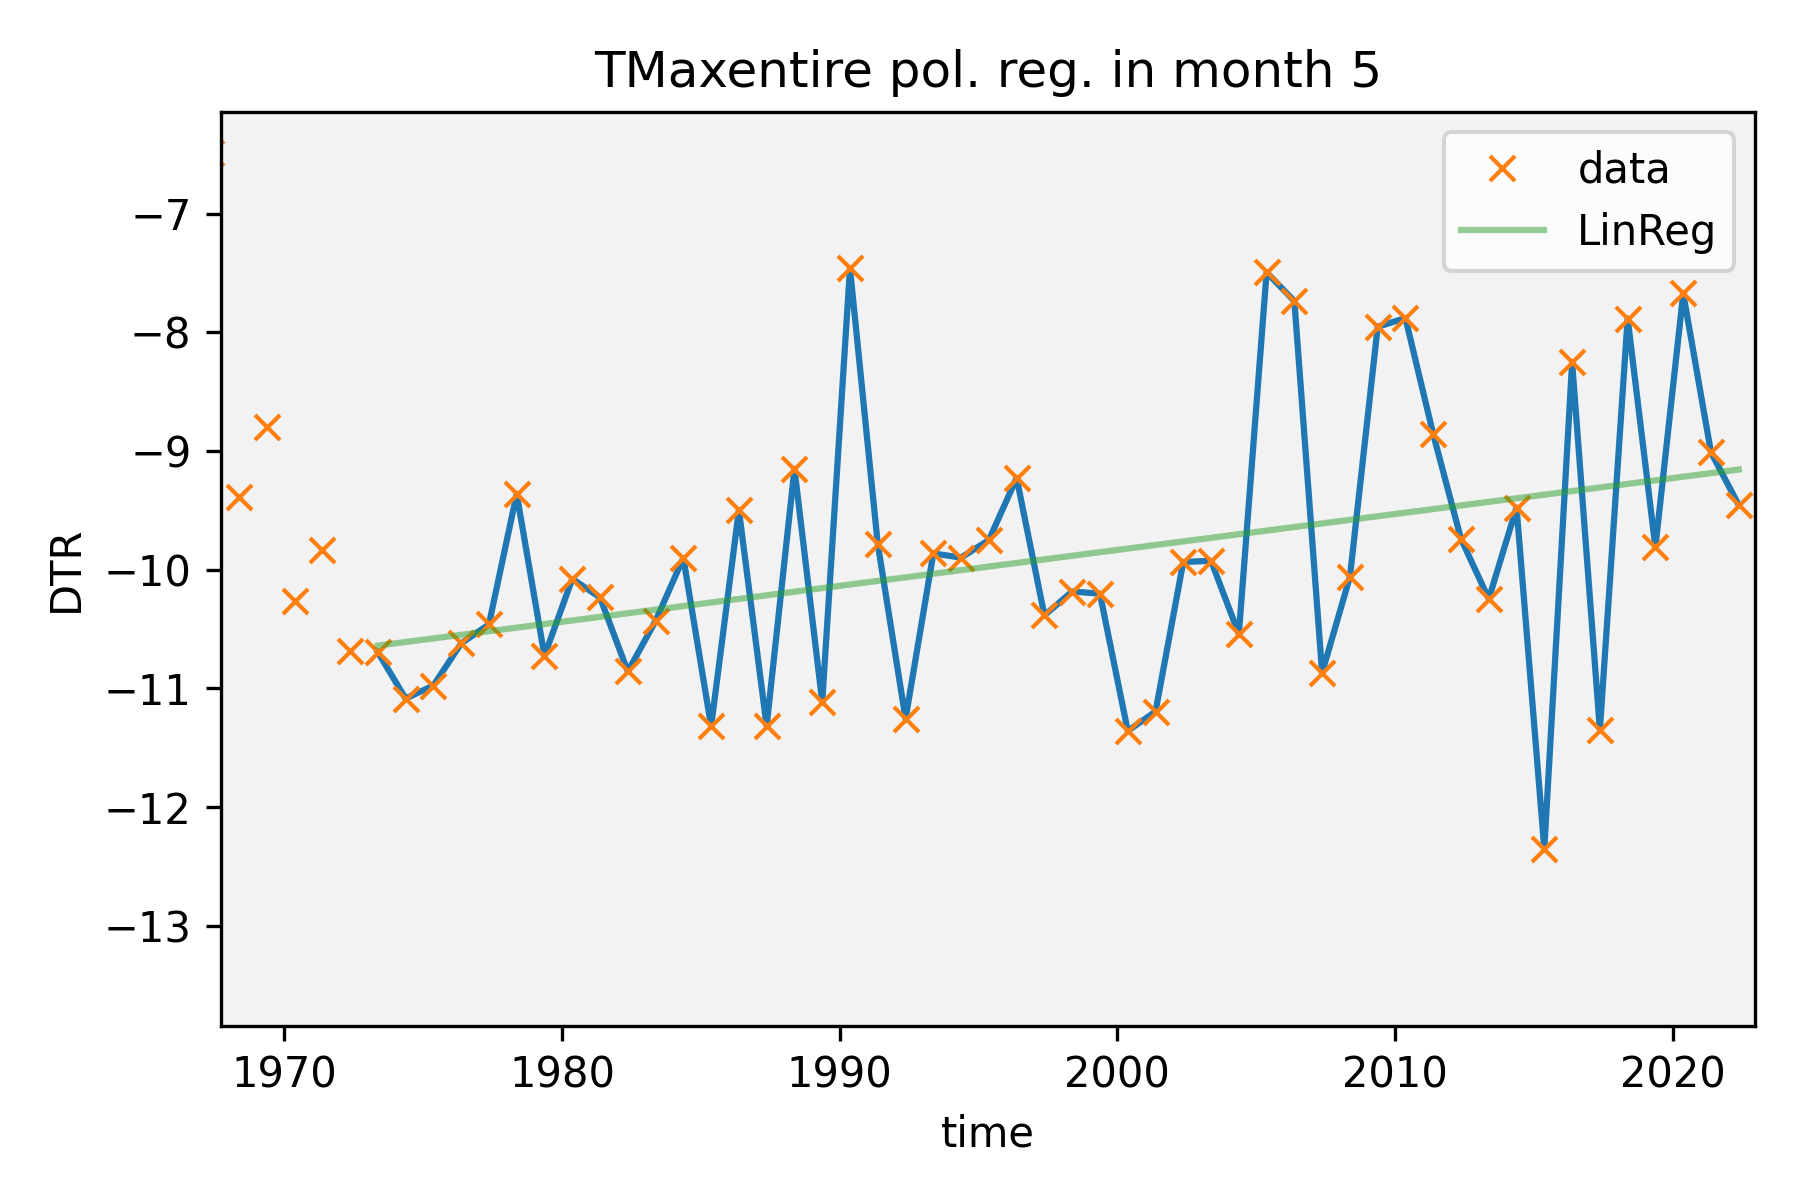 TMaxentire pol. reg. in month 5
data
LinReg
−7
−8
−9
−10
−11
−12
−13
DTR
1970 1980 1990 2000 2010 2020
time